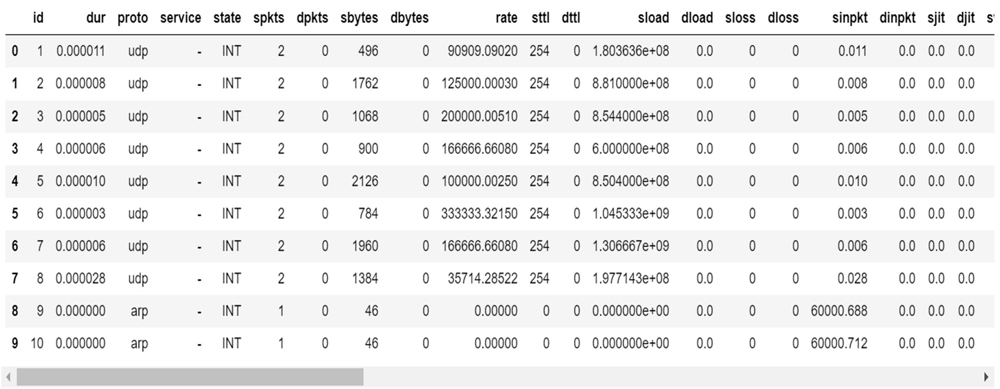 id dur proto service state spkts dpkts sbytes dbytes rate sttl dttl sload dload sloss dloss sinpkt dinpkt sjit djit
0 1 0.000011 udp - INT 2 0 496 0 90909.09020 254 0 1.803636e+08 0.0 0 0 0.011 0.0 0.0 0.0
1 2 0.000008 udp - INT 2 0 1762 0 125000.00030 254 0 8.810000e+08 0.0 0 0 0.008 0.0 0.0 0.0
2 3 0.000005 udp - INT 2 0 1068 0 200000.00510 254 0 8.544000e+08 0.0 0 0 0.005 0.0 0.0 0.0
3 4 0.000006 udp - INT 2 0 900 0 166666.66080 254 0 6.000000e+08 0.0 0 0 0.006 0.0 0.0 0.0
4 5 0.000010 udp - INT 2 0 2126 0 100000.00250 254 0 8.504000e+08 0.0 0 0 0.010 0.0 0.0 0.0
5 6 0.000003 udp - INT 2 0 784 0 333333.32150 254 0 1.045333e+09 0.0 0 0 0.003 0.0 0.0 0.0
6 7 0.000006 udp - INT 2 0 1960 0 166666.66080 254 0 1.306667e+09 0.0 0 0 0.006 0.0 0.0 0.0
7 8 0.000028 udp - INT 2 0 1384 0 35714.28522 254 0 1.977143e+08 0.0 0 0 0.028 0.0 0.0 0.0
8 9 0.000000 arp - INT 1 0 46 0 0.00000 0 0 0.000000e+00 0.0 0 0 60000.688 0.0 0.0 0.0
9 10 0.000000 arp - INT 1 0 46 0 0.00000 0 0 0.000000e+00 0.0 0 0 60000.712 0.0 0.0 0.0